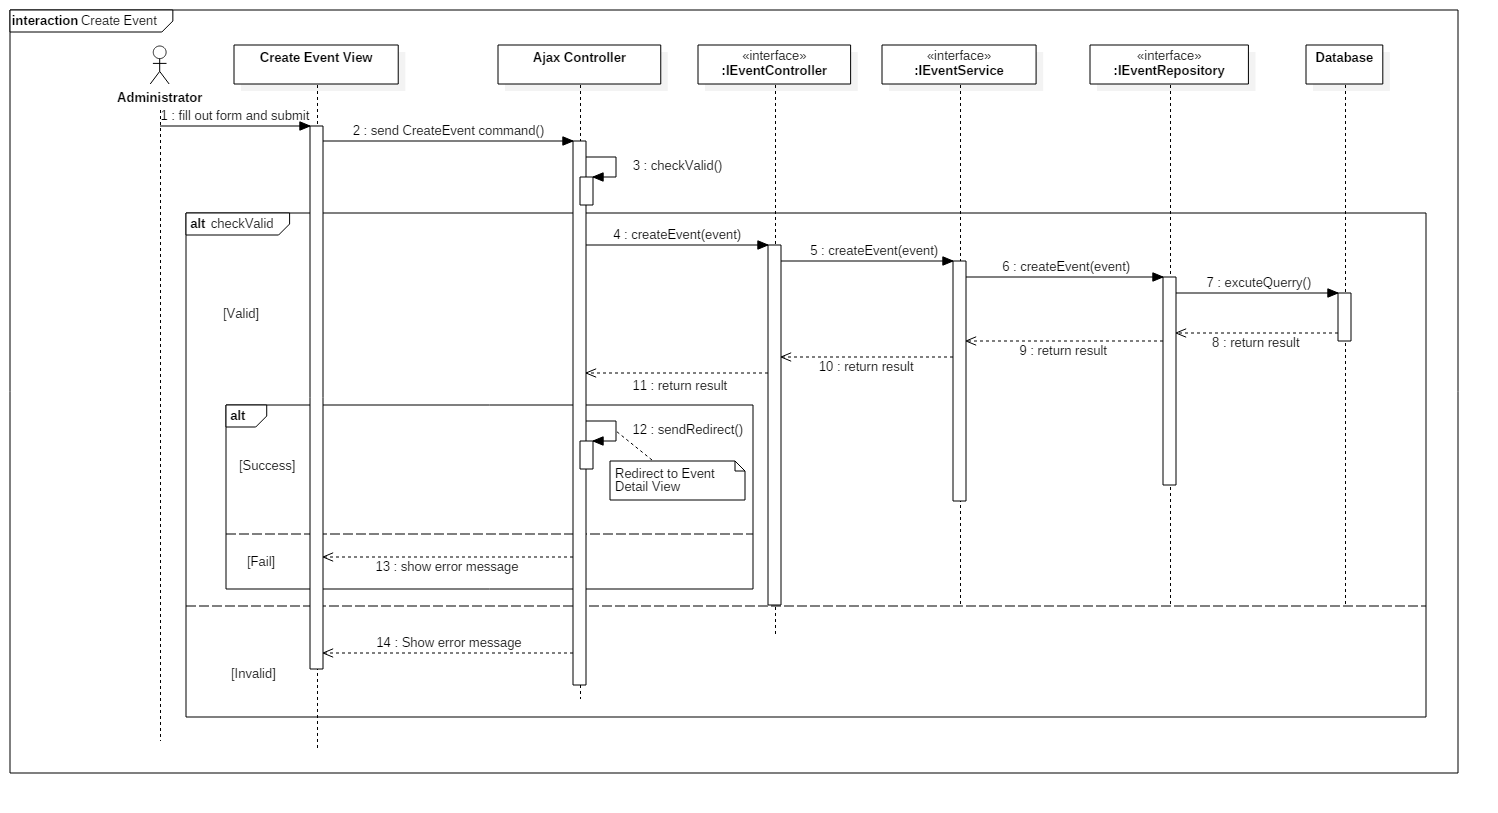 interaction Create Event
Administrator
Create Event View
Ajax Controller
«interface»
:IEventController
«interface»
:IEventService
«interface»
:IEventRepository
Database
1 : fill out form and submit
2 : send CreateEvent command()
3 : checkValid()
alt checkValid
4 : createEvent(event)
5 : createEvent(event)
6 : createEvent(event)
7 : excuteQuerry()
[Valid]
8 : return result
9 : return result
10 : return result
11 : return result
alt
12 : sendRedirect()
[Success]
Redirect to Event
Detail View
[Fail]
13 : show error message
14 : Show error message
[Invalid]